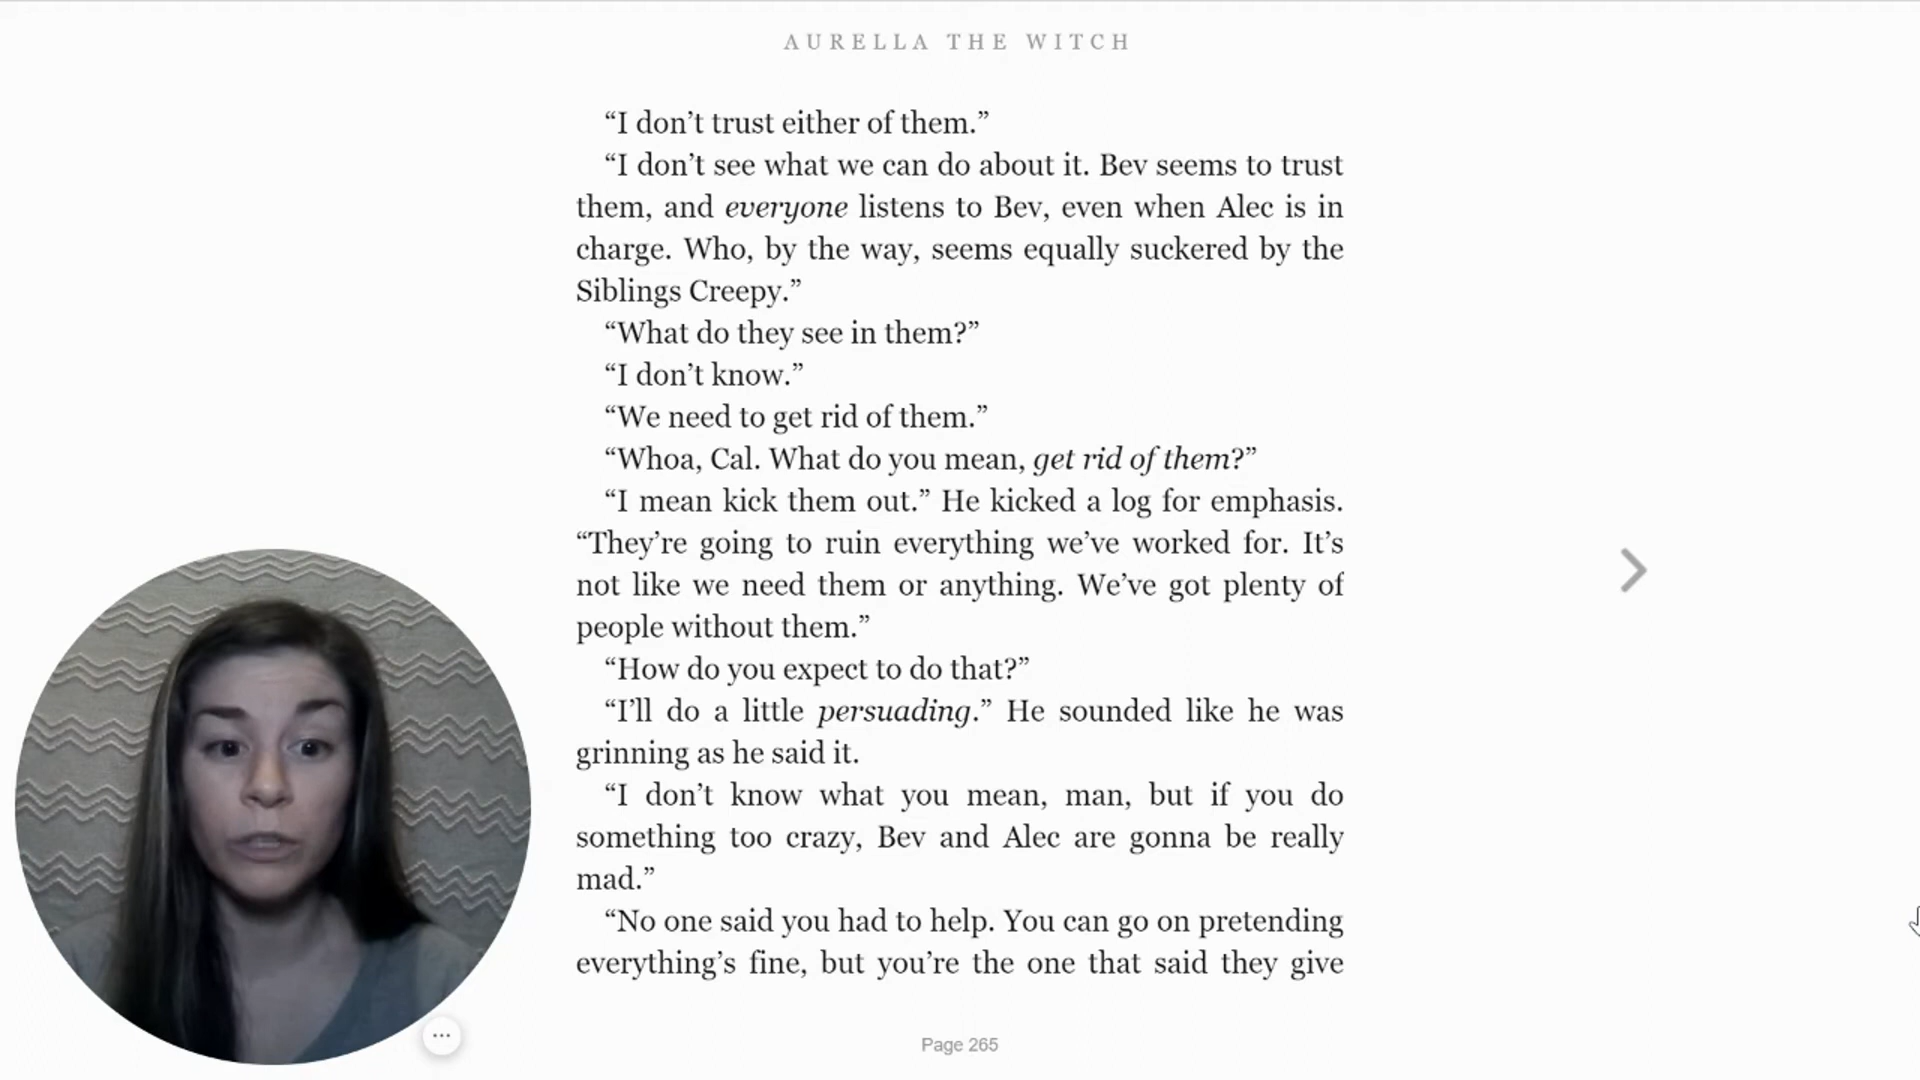 AURELLA THE WITCH
“I don’t trust either of them.”
“I don’t see what we can do about it. Bev seems to trust
them, and everyone listens to Bev, even when Alec is in
charge. Who, by the way, seems equally suckered by the
Siblings Creepy.”
“What do they see in them?”
“I don’t know.”
“We need to get rid of them.”
“Whoa, Cal. What do you mean, get rid of them?”
“I mean kick them out.” He kicked a log for emphasis.
“They’re going to ruin everything we’ve worked for. It’s
not like we need them or anything. We’ve got plenty of
people without them.”
“How do you expect to do that?”
“I’ll do a little persuading.” He sounded like he was
grinning as he said it.
“I don’t know what you mean, man, but if you do
something too crazy, Bev and Alec are gonna be really
mad.”
“No one said you had to help. You can go on pretending
everything’s fine, but you’re the one that said they give
Page 265